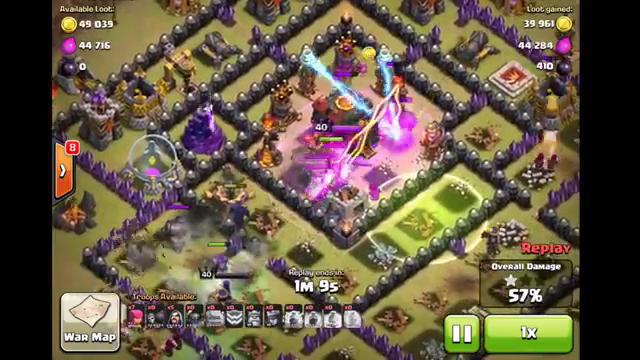 Available Loot:
Loot gained:
49 039
39 961
44 716
44 284
0
410
8
40
40
Replay
Overall Damage
57%
Replay ends in:
1M 9s
Troops Available:
War Map
1x